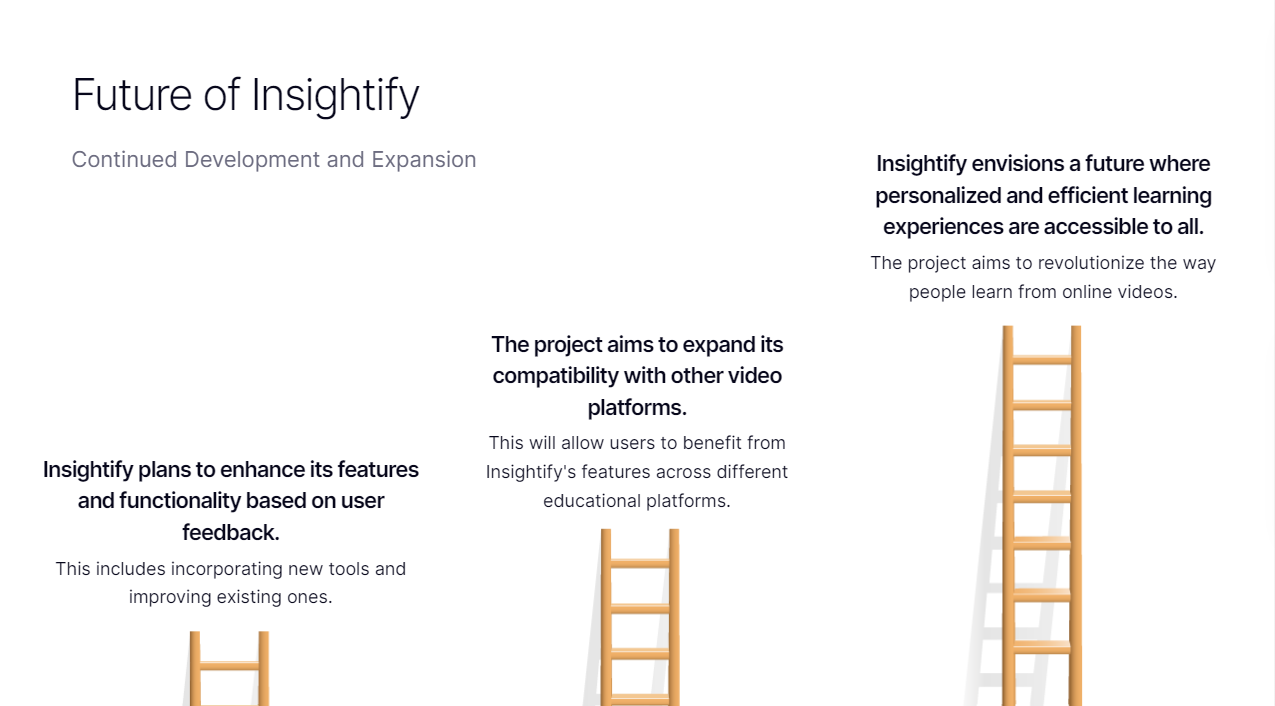 Future of Insightify
Continued Development and Expansion
Insightify plans to enhance its features
and functionality based on user
feedback.
This includes incorporating new tools and
improving existing ones.
The project aims to expand its
compatibility with other video
platforms.
This will allow users to benefit from
Insightify's features across different
educational platforms.
Insightify envisions a future where
personalized and efficient learning
experiences are accessible to all.
The project aims to revolutionize the way
people learn from online videos.